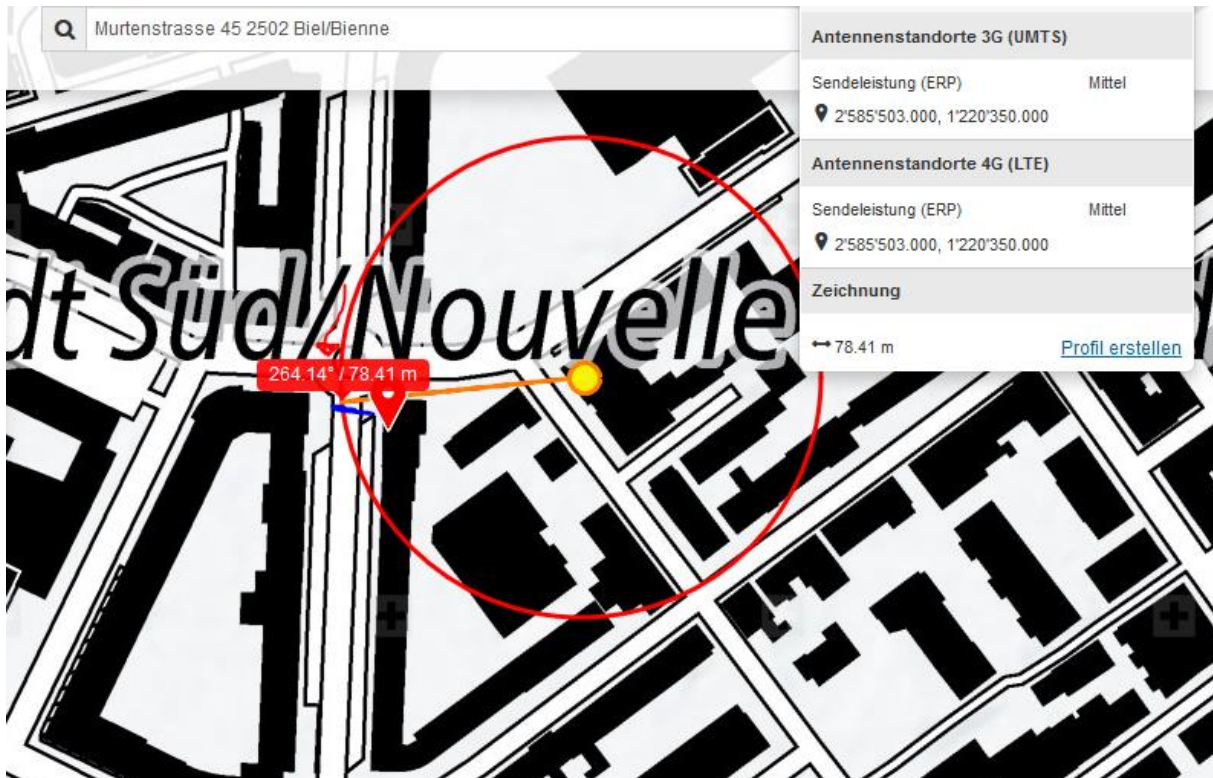 Murtenstrasse 45 2502 Biel/Bienne
Antennenstandorte 3G (UMTS)
Sendeleistung (ERP) Mittel
2'585'503.000, 1'220'350.000
Antennenstandorte 4G (LTE)
Sendeleistung (ERP) Mittel
2'585'503.000, 1'220'350.000
Zeichnung
78.41 m Profil erstellen
dt Süd/Nouvelle
264.14° / 78.41 m